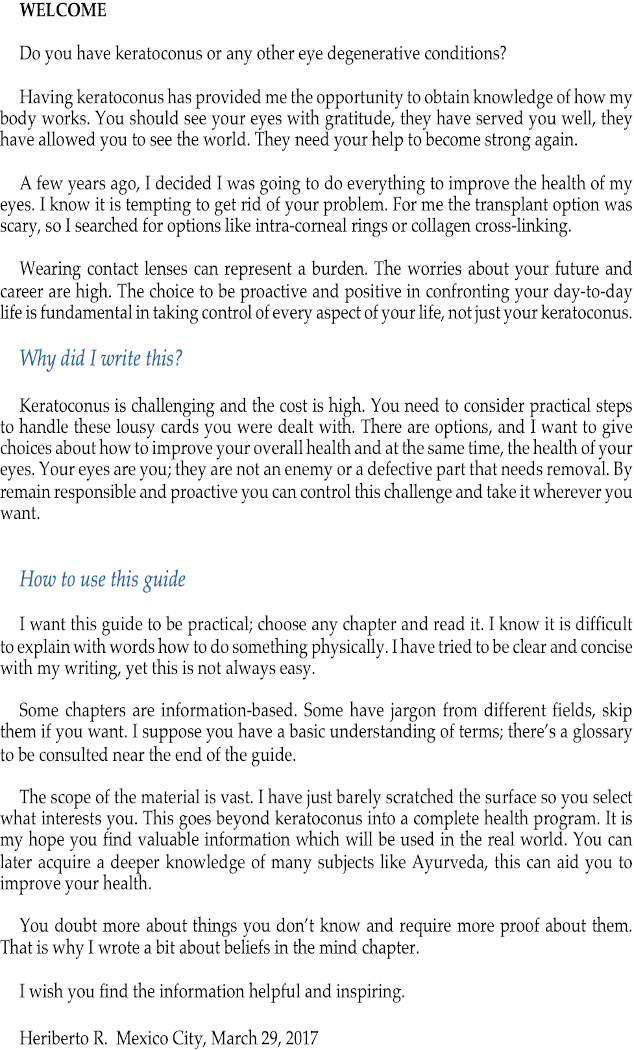 WELCOME
Do you have keratoconus or any other eye degenerative conditions?
Having keratoconus has provided me the opportunity to obtain knowledge of how my
body works. You should see your eyes with gratitude, they have served you well, they
have allowed you to see the world. They need your help to become strong again.
A few years ago, I decided I was going to do everything to improve the health of my
eyes. I know it is tempting to get rid of your problem. For me the transplant option was
scary, so I searched for options like intra-corneal rings or collagen cross-linking.
Wearing contact lenses can represent a burden. The worries about your future and
career are high. The choice to be proactive and positive in confronting your day-to-day
life is fundamental in taking control of every aspect of your life, not just your keratoconus.
Why did I write this?
Keratoconus is challenging and the cost is high. You need to consider practical steps
to handle these lousy cards you were dealt with. There are options, and I want to give
choices about how to improve your overall health and at the same time, the health of your
eyes. Your eyes are you; they are not an enemy or a defective part that needs removal. By
remain responsible and proactive you can control this challenge and take it wherever you
want.
How to use this guide
I want this guide to be practical; choose any chapter and read it. I know it is difficult
to explain with words how to do something physically. I have tried to be clear and concise
with my writing, yet this is not always easy.
Some chapters are information-based. Some have jargon from different fields, skip
them if you want. I suppose you have a basic understanding of terms; there's a glossary
to be consulted near the end of the guide.
The scope of the material is vast. I have just barely scratched the surface so you select
what interests you. This goes beyond keratoconus into a complete health program. It is
my hope you find valuable information which will be used in the real world. You can
later acquire a deeper knowledge of many subjects like Ayurveda, this can aid you to
improve your health.
You doubt more about things you don't know and require more proof about them.
That is why I wrote a bit about beliefs in the mind chapter.
I wish you find the information helpful and inspiring.
Heriberto R. Mexico City, March 29, 2017